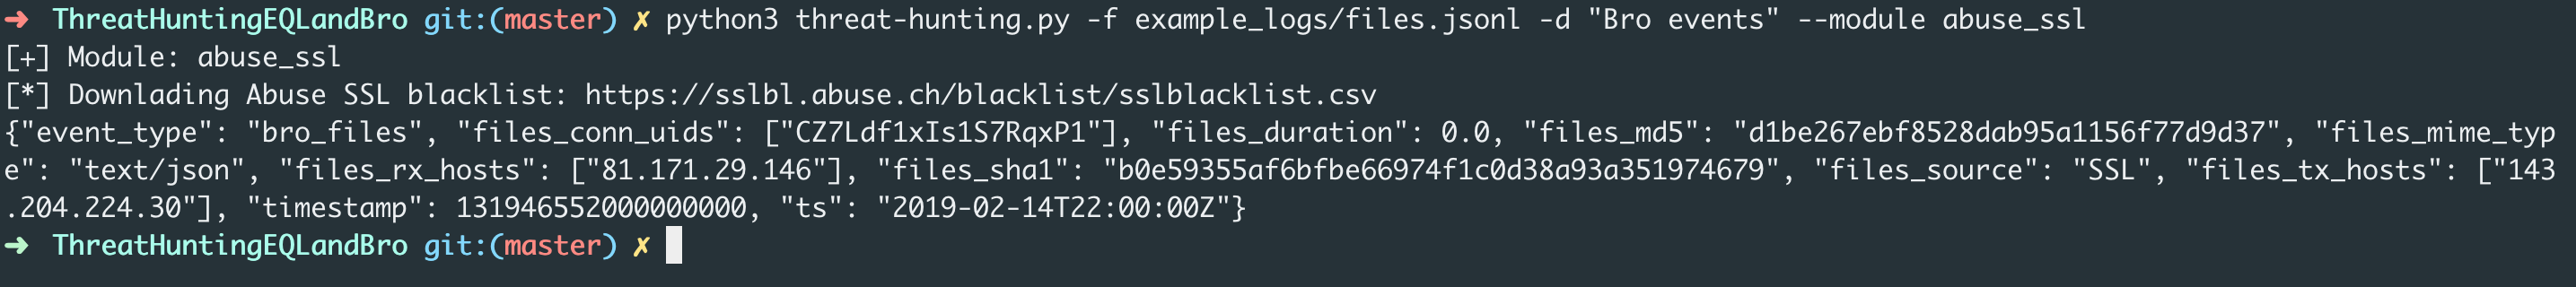 ➜ ThreatHuntingEQLandBro git:(master) ✗ python3 threat-hunting.py -f example_logs/files.jsonl -d "Bro events" --module abuse_ssl
[+] Module: abuse_ssl
[*] Downlading Abuse SSL blacklist: https://sslbl.abuse.ch/blacklist/sslblacklist.csv
{"event_type": "bro_files", "files_conn_uids": ["CZ7Ldf1xIs1S7RqxP1"], "files_duration": 0.0, "files_md5": "d1be267ebf8528dab95a1156f77d9d37", "files_mime_typ
e": "text/json", "files_rx_hosts": ["81.171.29.146"], "files_sha1": "b0e59355af6bfbe66974f1c0d38a93a351974679", "files_source": "SSL", "files_tx_hosts": ["143
.204.224.30"], "timestamp": 131946552000000000, "ts": "2019-02-14T22:00:00Z"}
➜ ThreatHuntingEQLandBro git:(master) ✗